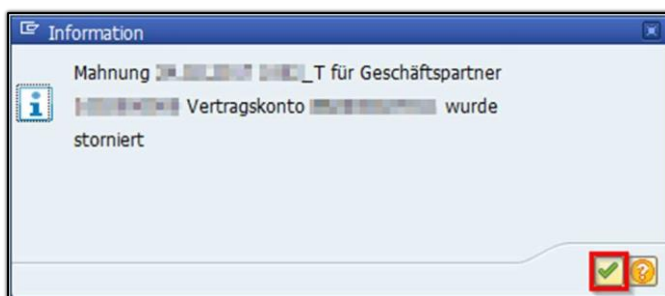 Information
Mahnung _T für Geschäftspartner
Vertragskonto wurde
storniert